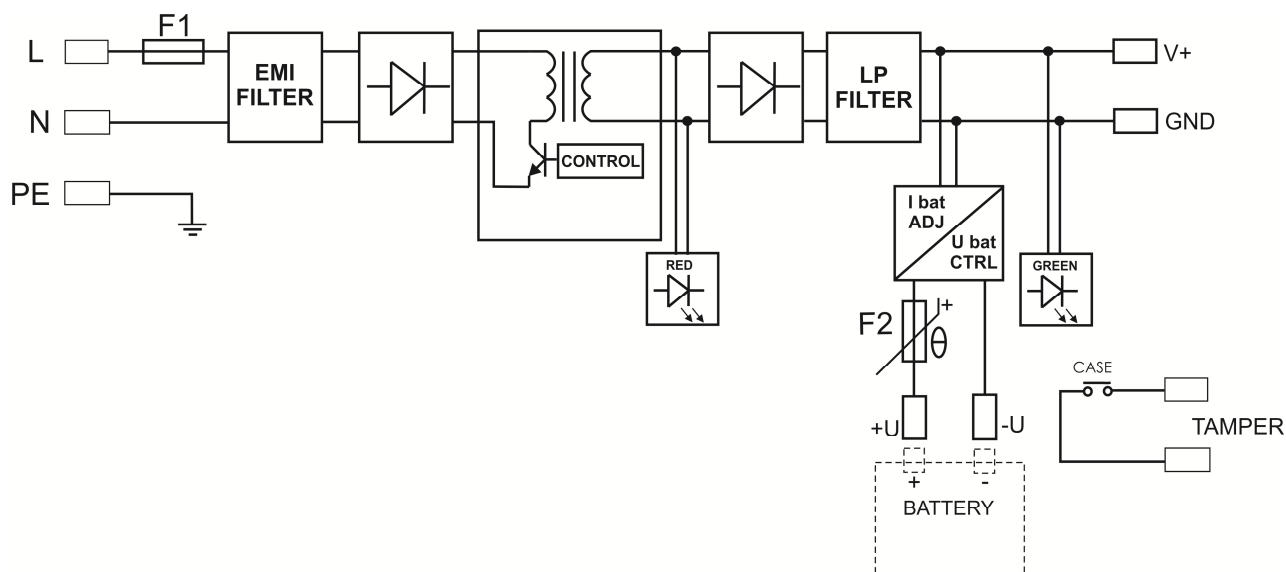 F1
L
N
PE
EMI
FILTER
CONTROL
LP
FILTER
V+
GND
RED
I bat
ADJ
U bat
CTRL
GREEN
F2
I+
θ
CASE
TAMPER
+U
-U
+
-
BATTERY